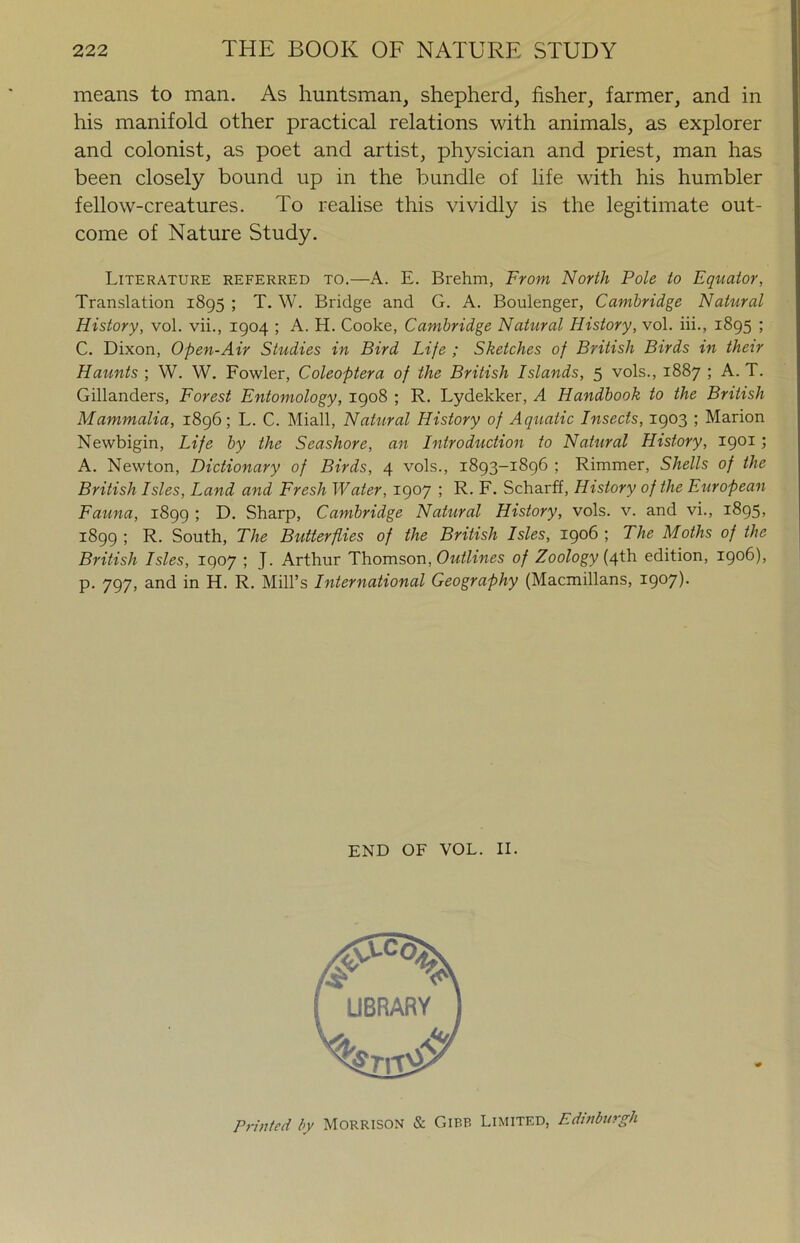 222 THE BOOK OF NATURE STUDY
means to man. As huntsman, shepherd, fisher, farmer, and in
his manifold other practical relations with animals, as explorer
and colonist, as poet and artist, physician and priest, man has
been closely bound up in the bundle of life with his humbler
fellow-creatures. To realise this vividly is the legitimate out-
come of Nature Study.
LITERATURE REFERRED TO.—A. E. Brehm, From North Pole to Equator,
Translation 1895 ; T. W. Bridge and G. A. Boulenger, Cambridge Natural
History, vol. vii., 1904 ; A. H. Cooke, Cambridge Natural History, vol. iii., 1895 ;
C. Dixon, Open-Air Studies in Bird Life ; Sketches of British Birds in their
Haunts ; W. W. Fowler, Coleoptera of the British Islands, 5 vols., 1887 ; A. T.
Gillanders, Forest Entomology, 1908 ; R. Lydekker, A Handbook to the British
Mammalia, 1896 ; L. C. Miall, Natural History of Aquatic Insects, 1903 ; Marion
Newbigin, Life by the Seashore, an Introduction to Natural History, 1901 ;
A. Newton, Dictionary of Birds, 4 vols., 1893-1896 ; Rimmer, Shells of the
British Isles, Land and Fresh Water, 1907 ; R. F. Scharff, History of the European
Fauna, 1899 ; D. Sharp, Cambridge Natural History, vols. v. and vi., 1895,
1899 ; R. South, The Butterflies of the British Isles, 1906 ; The Moths of the
British Isles, 1907 ; J. Arthur Thomson, Outlines of Zoology (4th edition, 1906),
p. 797, and in H. R. Mill's International Geography (Macmillans, 1907).
END OF VOL. II.
LIBRARY
Printed by MORRISON & GIBB LIMITED, Edinburgh